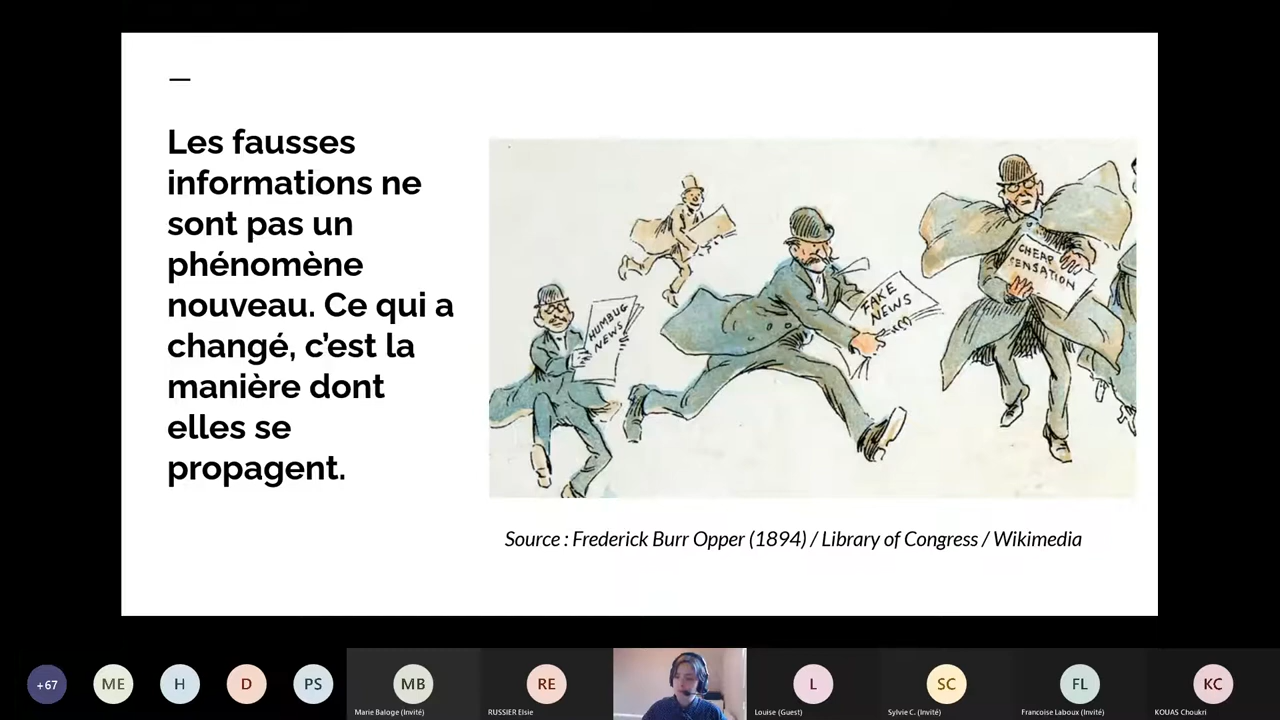 Les fausses
informations ne
sont pas un
phénomène
nouveau. Ce qui a
changé, c’est la
manière dont
elles se
propagent.
HUMBUG
NEWS
FAKE
NEWS
CHEAP
SENSATION
Source : Frederick Burr Opper (1894) / Library of Congress / Wikimedia
+67
ME
H
D
PS
MB
Marie Baloge (Invité)
RE
RUSSIER Elsie
L
Louise (Guest)
SC
Sylvie C. (Invité)
FL
Francoise Laboux (Invité)
KC
KOUAS Choukri